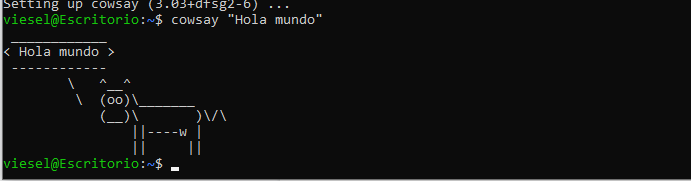 Setting up cowsay (3.03+dfsg2-6) ...
viesel@Escritorio:~$ cowsay "Hola mundo"
 ____________
< Hola mundo >
 ------------
        \   ^__^
         \  (oo)\_______
            (__)\       )\/\
                ||----w |
                ||     ||
viesel@Escritorio:~$